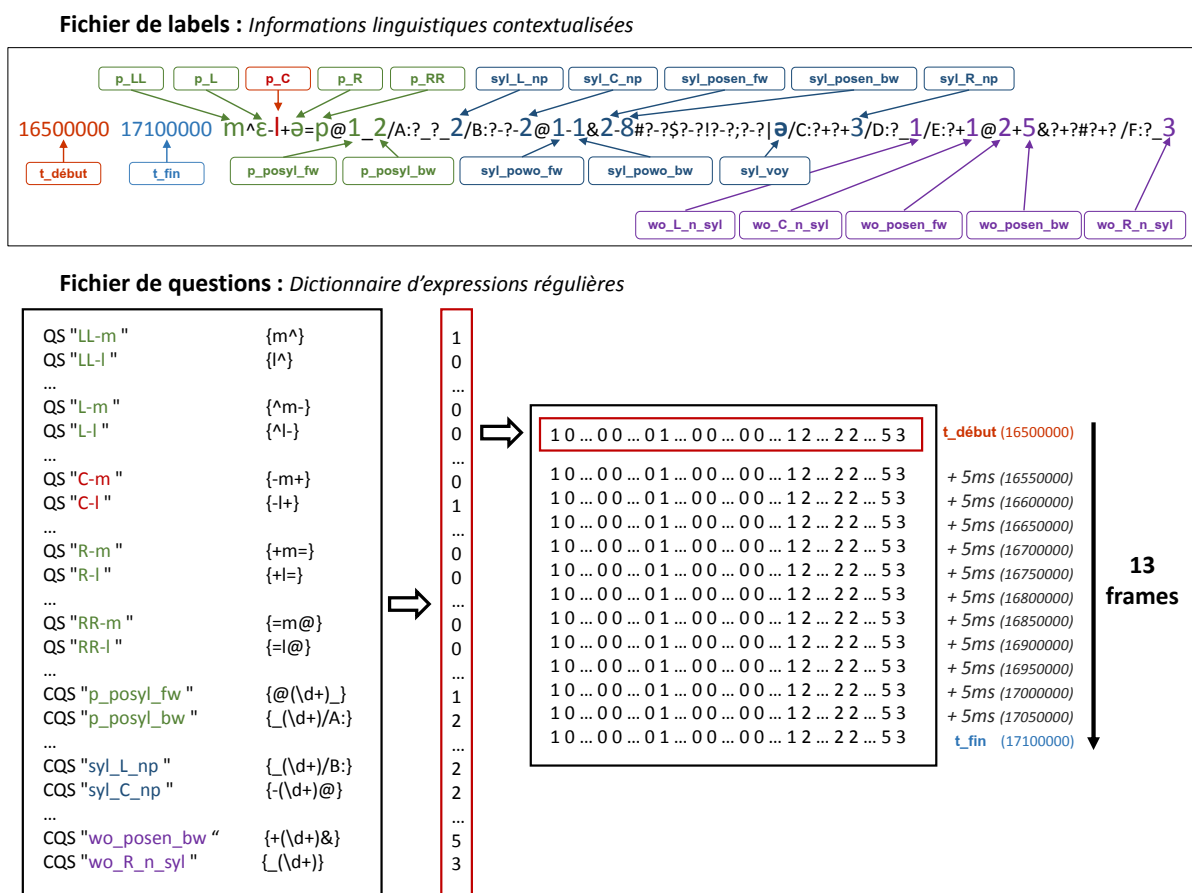 Fichier de labels : Informations linguistiques contextualisées
p_LL p_L p_C p_R p_RR syl_L_np syl_C_np syl_posen_fw syl_posen_bw syl_R_np
16500000 17100000 m^ɛ-l+ə=p@1_2/A:?_?_2/B:?-?-2@1-1&2-8#?-?$?-?!?-?;?-?|ə/C:?+?+3/D:?_1/E:?+1@2+5&?+?#?+? /F:?_3
t_début t_fin p_posyl_fw p_posyl_bw syl_powo_fw syl_powo_bw syl_voy
wo_L_n_syl wo_C_n_syl wo_posen_fw wo_posen_bw wo_R_n_syl
Fichier de questions : Dictionnaire d'expressions régulières
QS "LL-m " {m^} 1
QS "LL-l " {l^} 0
... ...
QS "L-m " {^m-} 0
QS "L-l " {^l-} 0
... ...
QS "C-m " {-m+} 0
QS "C-l " {-l+} 1
... ...
QS "R-m " {+m=} 0
QS "R-l " {+l=} 0
... ...
QS "RR-m " {=m@} 0
QS "RR-l " {=l@} 0
... ...
CQS "p_posyl_fw " {@(\d+)_} 1
CQS "p_posyl_bw " {_(\d+)/A:} 2
... ...
CQS "syl_L_np " {_(\d+)/B:} 2
CQS "syl_C_np " {-(\d+)@} 2
... ...
CQS "wo_posen_bw “ {+(\d+)&} 5
CQS "wo_R_n_syl " {_(\d+)} 3
1 0 ... 0 0 ... 0 1 ... 0 0 ... 0 0 ... 1 2 ... 2 2 ... 5 3 t_début (16500000)
1 0 ... 0 0 ... 0 1 ... 0 0 ... 0 0 ... 1 2 ... 2 2 ... 5 3 + 5ms (16550000)
1 0 ... 0 0 ... 0 1 ... 0 0 ... 0 0 ... 1 2 ... 2 2 ... 5 3 + 5ms (16600000)
1 0 ... 0 0 ... 0 1 ... 0 0 ... 0 0 ... 1 2 ... 2 2 ... 5 3 + 5ms (16650000)
1 0 ... 0 0 ... 0 1 ... 0 0 ... 0 0 ... 1 2 ... 2 2 ... 5 3 + 5ms (16700000)
1 0 ... 0 0 ... 0 1 ... 0 0 ... 0 0 ... 1 2 ... 2 2 ... 5 3 + 5ms (16750000)
1 0 ... 0 0 ... 0 1 ... 0 0 ... 0 0 ... 1 2 ... 2 2 ... 5 3 + 5ms (16800000)
1 0 ... 0 0 ... 0 1 ... 0 0 ... 0 0 ... 1 2 ... 2 2 ... 5 3 + 5ms (16850000)
1 0 ... 0 0 ... 0 1 ... 0 0 ... 0 0 ... 1 2 ... 2 2 ... 5 3 + 5ms (16900000)
1 0 ... 0 0 ... 0 1 ... 0 0 ... 0 0 ... 1 2 ... 2 2 ... 5 3 + 5ms (16950000)
1 0 ... 0 0 ... 0 1 ... 0 0 ... 0 0 ... 1 2 ... 2 2 ... 5 3 + 5ms (17000000)
1 0 ... 0 0 ... 0 1 ... 0 0 ... 0 0 ... 1 2 ... 2 2 ... 5 3 + 5ms (17050000)
1 0 ... 0 0 ... 0 1 ... 0 0 ... 0 0 ... 1 2 ... 2 2 ... 5 3 t_fin (17100000)
13
frames